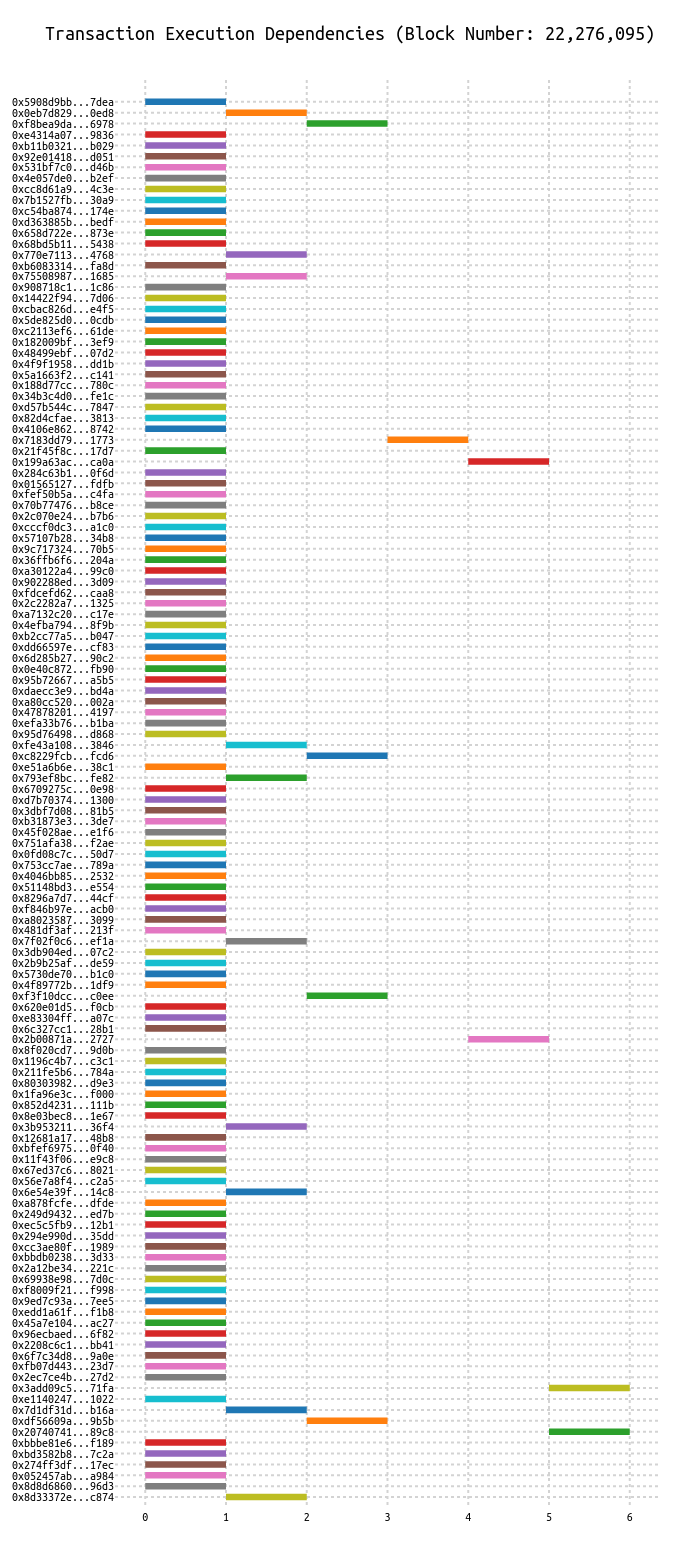 Transaction Execution Dependencies (Block Number: 22,276,095)
0x5908d9bb...7dea
0x0eb7d829...0ed8
0xf8bea9da...6978
0xe4314a07...9836
0xb11b0321...b029
0x92e01418...d051
0x531bf7c0...d46b
0x4e057de0...b2ef
0xcc8d61a9...4c3e
0x7b1527fb...30a9
0xc54ba874...174e
0xd363885b...bedf
0x658d722e...873e
0x68bd5b11...5438
0x770e7113...4768
0xb6083314...fa8d
0x75508987...1685
0x908718c1...1c86
0x14422f94...7d06
0xcbac826d...e4f5
0x5de825d0...0cdb
0xc2113ef6...61de
0x182009bf...3ef9
0x48499ebf...07d2
0x4f9f1958...dd1b
0x5a1663f2...c141
0x188d77cc...780c
0x34b3c4d0...fe1c
0xd57b544c...7847
0x82d4cfae...3813
0x4106e862...8742
0x7183dd79...1773
0x21f45f8c...17d7
0x199a63ac...ca0a
0x284c63b1...0f6d
0x01565127...fdfb
0xfef50b5a...c4fa
0x70b77476...b8ce
0x2c070e24...b7b6
0xcccf0dc3...a1c0
0x57107b28...34b8
0x9c717324...70b5
0x36ffb6f6...204a
0xa30122a4...99c0
0x902288ed...3d09
0xfdcefd62...caa8
0x2c2282a7...1325
0xa7132c20...c17e
0x4efba794...8f9b
0xb2cc77a5...b047
0xdd66597e...cf83
0x6d285b27...90c2
0x0e40c872...fb90
0x95b72667...a5b5
0xdaecc3e9...bd4a
0xa80cc520...002a
0x47878201...4197
0xefa33b76...b1ba
0x95d76498...d868
0xfe43a108...3846
0xc8229fcb...fcd6
0xe51a6b6e...38c1
0x793ef8bc...fe82
0x6709275c...0e98
0xd7b70374...1300
0x3dbf7d08...81b5
0xb31873e3...3de7
0x45f028ae...e1f6
0x751afa38...f2ae
0x0fd08c7c...50d7
0x753cc7ae...789a
0x4046bb85...2532
0x51148bd3...e554
0x8296a7d7...44cf
0xf846b97e...acb0
0xa8023587...3099
0x481df3af...213f
0x7f02f0c6...ef1a
0x3db904ed...07c2
0x2b9b25af...de59
0x5730de70...b1c0
0x4f89772b...1df9
0xf3f10dcc...c0ee
0x620e01d5...f0cb
0xe83304ff...a07c
0x6c327cc1...28b1
0x2b00871a...2727
0x8f020cd7...9d0b
0x1196c4b7...c3c1
0x211fe5b6...784a
0x80303982...d9e3
0x1fa96e3c...f000
0x852d4231...111b
0x8e03bec8...1e67
0x3b953211...36f4
0x12681a17...48b8
0xbfef6975...0f40
0x11f43f06...e9c8
0x67ed37c6...8021
0x56e7a8f4...c2a5
0x6e54e39f...14c8
0xa878fcfe...dfde
0x249d9432...ed7b
0xec5c5fb9...12b1
0x294e990d...35dd
0xcc3ae80f...1989
0xbbdb0238...3d33
0x2a12be34...221c
0x69938e98...7d0c
0xf8009f21...f998
0x9ed7c93a...7ee5
0xedd1a61f...f1b8
0x45a7e104...ac27
0x96ecbaed...6f82
0x2208c6c1...bb41
0x6f7c34d8...9a0e
0xfb07d443...23d7
0x2ec7ce4b...27d2
0x3add09c5...71fa
0xe1140247...1022
0x7d1df31d...b16a
0xdf56609a...9b5b
0x20740741...89c8
0xbbbe81e6...f189
0xbd3582b8...7c2a
0x274ff3df...17ec
0x052457ab...a984
0x8d8d6860...96d3
0x8d33372e...c874
0 1 2 3 4 5 6